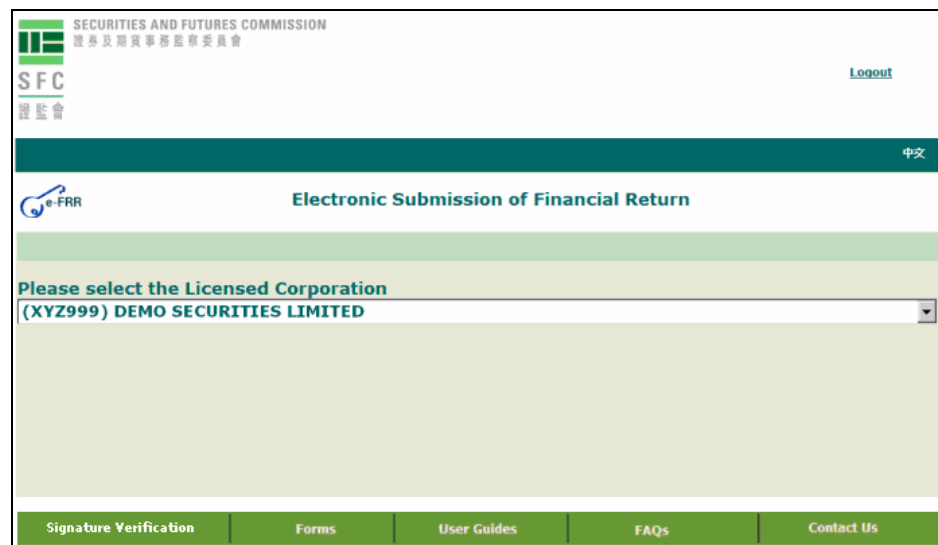 SECURITIES AND FUTURES COMMISSION
證券及期貨事務監察委員會
SFC
證監會
Logout
中文
e-FRR
Electronic Submission of Financial Return
Please select the Licensed Corporation
(XYZ999) DEMO SECURITIES LIMITED
Signature Verification Forms User Guides FAQs Contact Us